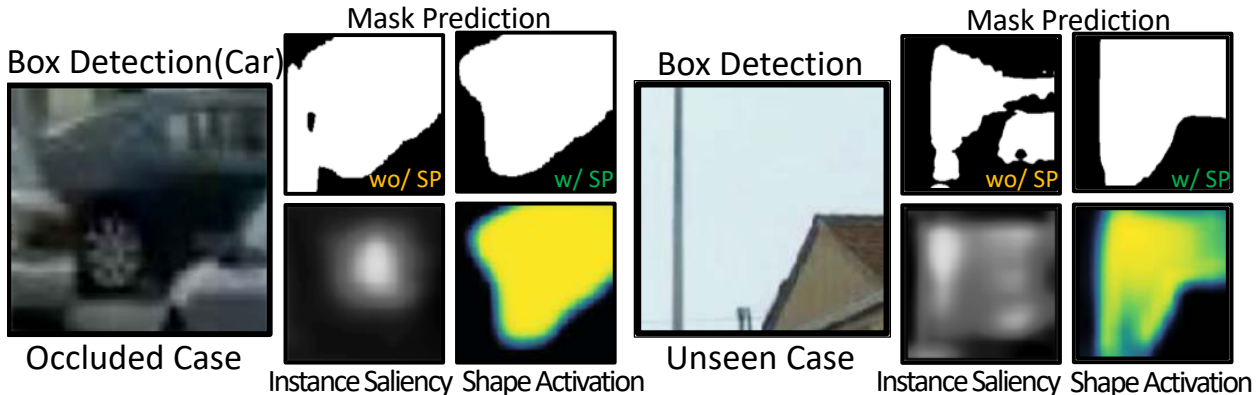 Mask Prediction
Box Detection(Car)
wo/ SP
w/ SP
Occluded Case
Instance Saliency
Shape Activation
Mask Prediction
Box Detection
wo/ SP
w/ SP
Unseen Case
Instance Saliency
Shape Activation